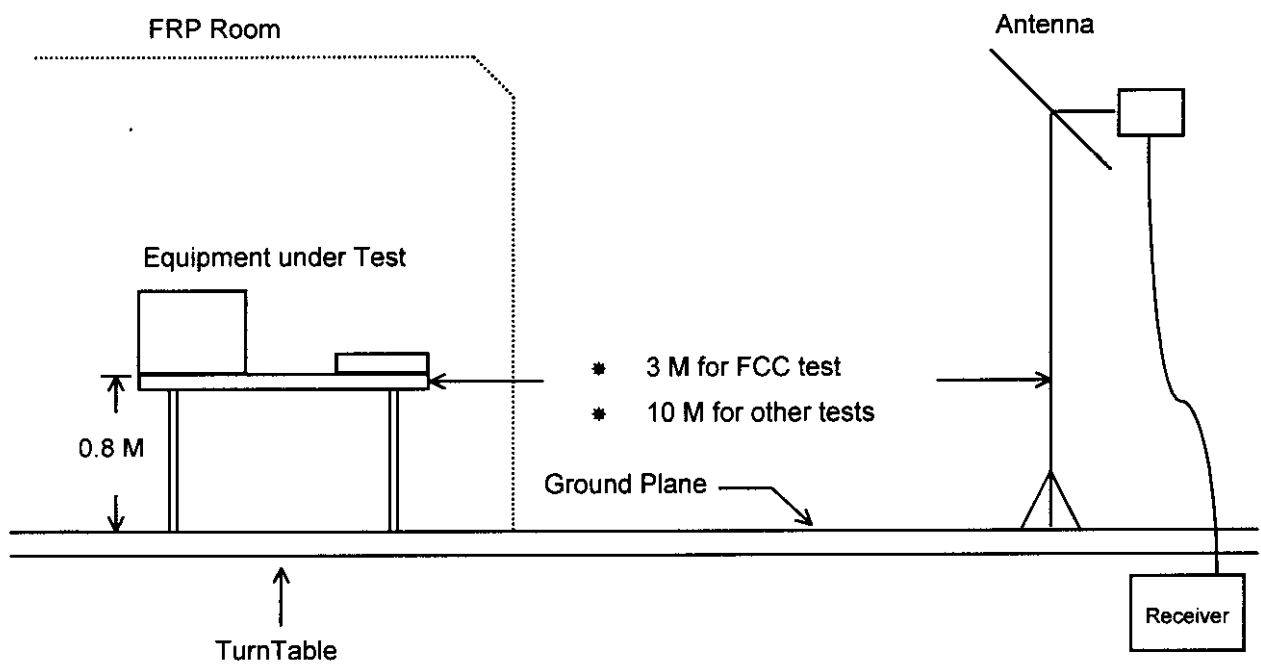 FRP Room
Antenna
Equipment under Test
* 3 M for FCC test
* 10 M for other tests
0.8 M
Ground Plane
Receiver
TurnTable